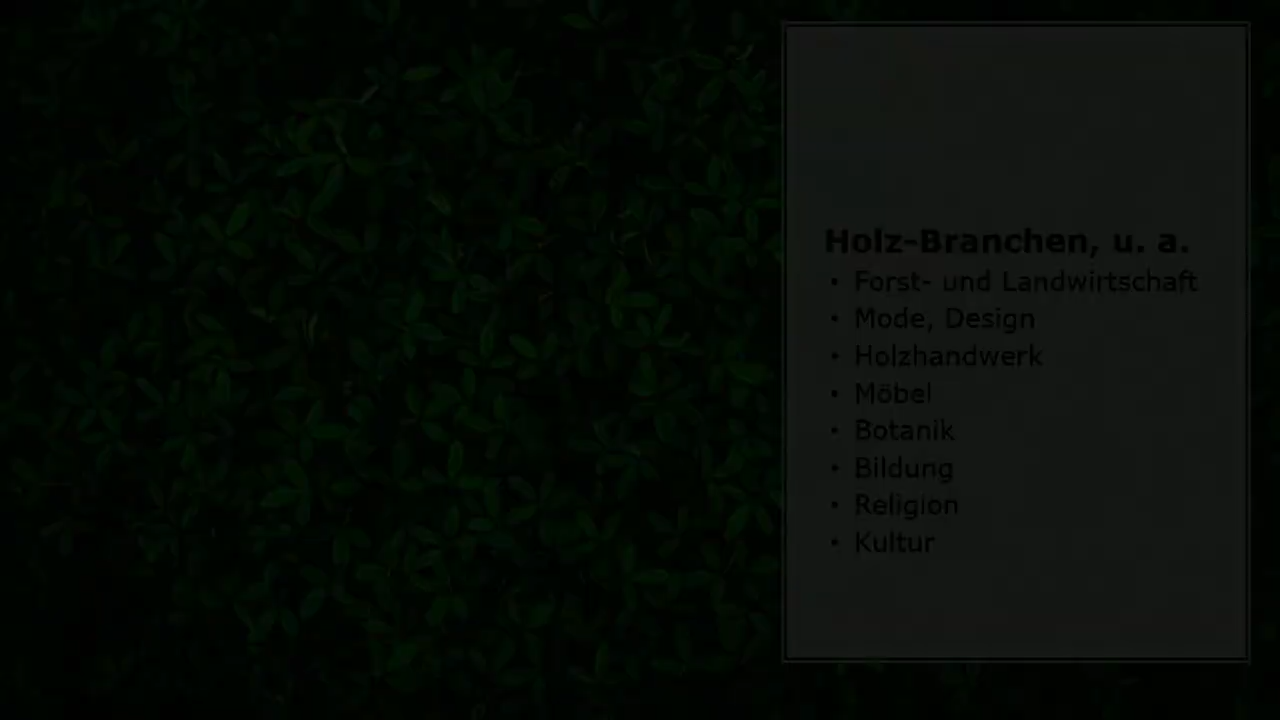 Holz-Branchen, u. a.
• Forst- und Landwirtschaft
• Mode, Design
• Holzhandwerk
• Möbel
• Botanik
• Bildung
• Religion
• Kultur